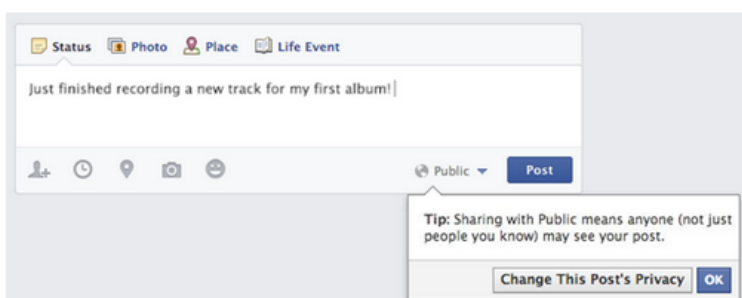 Status Photo Place Life Event
Just finished recording a new track for my first album!
Public Post
Tip: Sharing with Public means anyone (not just
people you know) may see your post.
Change This Post's Privacy OK